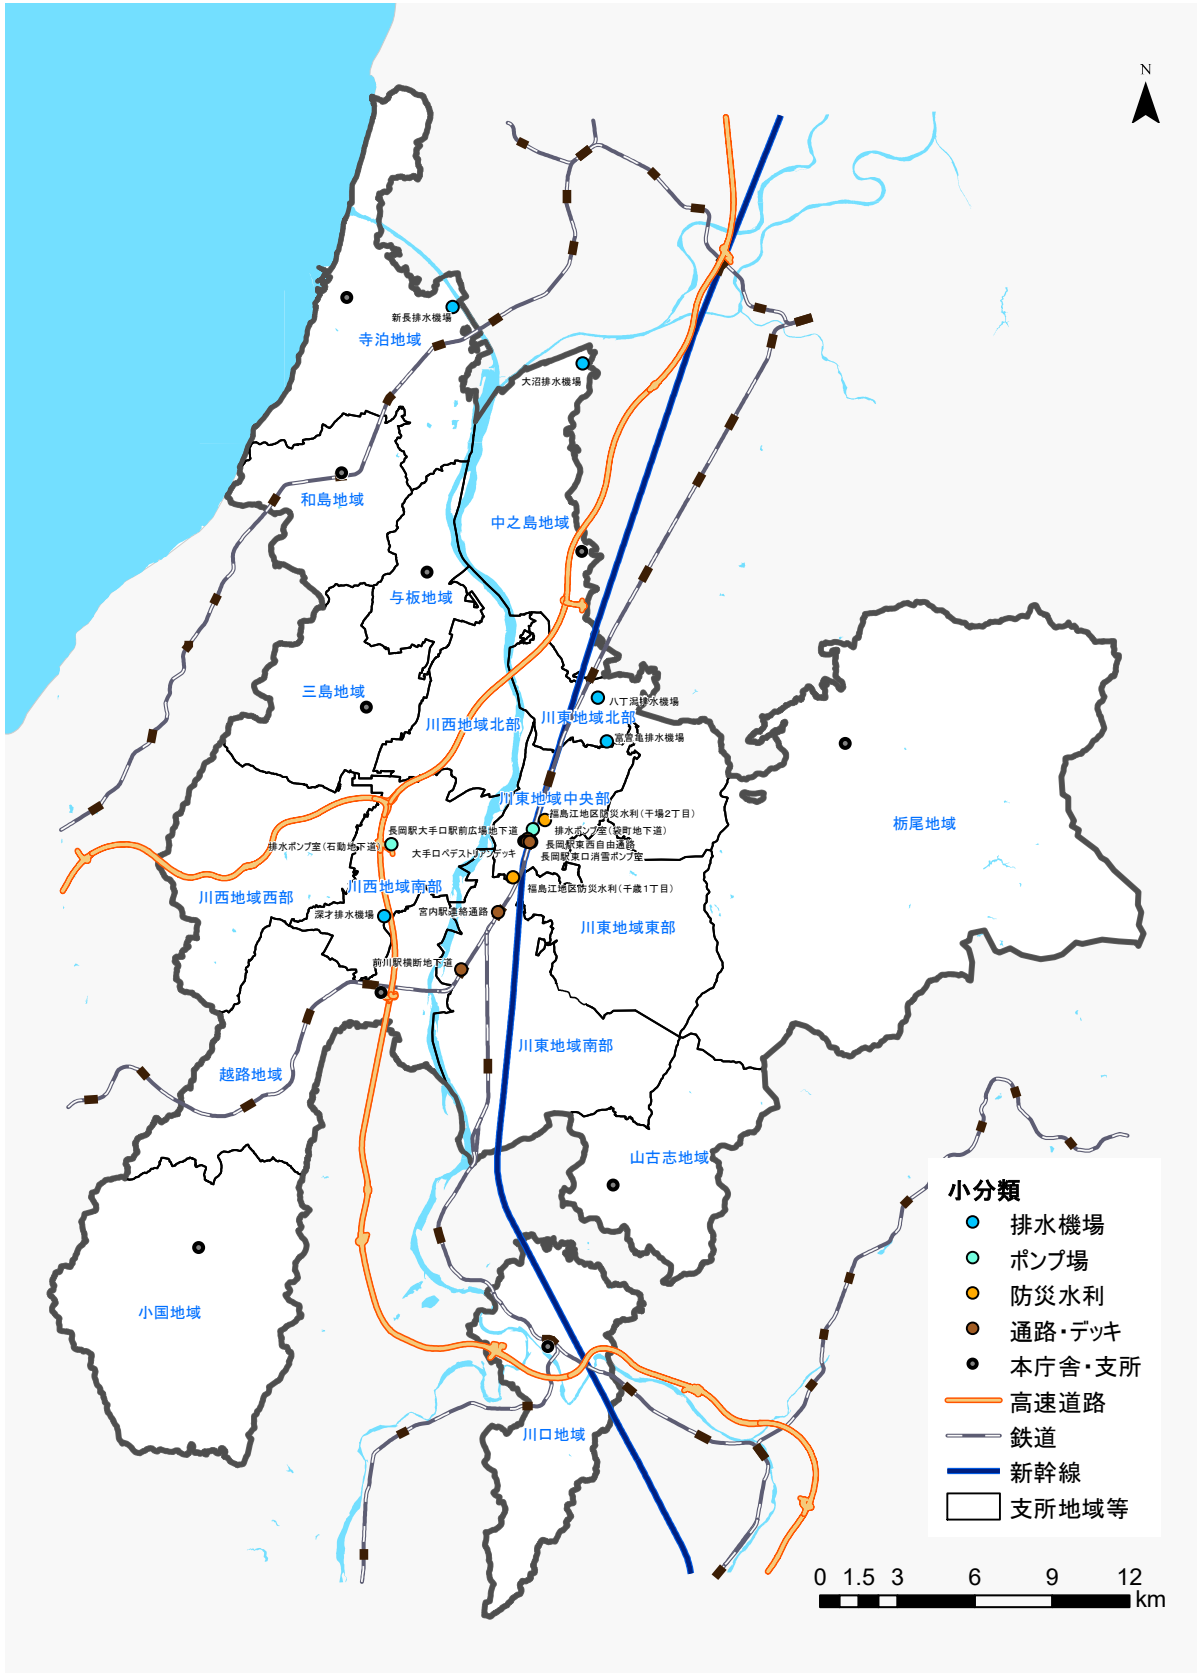 N
新長排水機場
寺泊地域
大沼排水機場
和島地域
中之島地域
与板地域
三島地域
八丁潟排水機場
川西地域北部
川東地域北部
富曽亀排水機場
栃尾地域
川東地域中央部
福島江地区防災水利(干場2丁目)
長岡駅大手口駅前広場地下道
排水ポンプ室(袋町地下道)
排水ポンプ室(石動地下道)
長岡駅東西自由通路
大手口ペデストリアンデッキ
長岡駅東口消雪ポンプ室
川西地域南部
福島江地区防災水利(千歳1丁目)
川西地域西部
深才排水機場
宮内駅連絡通路
川東地域東部
前川駅横断地下道
川東地域南部
越路地域
山古志地域
小国地域
川口地域
小分類
排水機場
ポンプ場
防災水利
通路・デッキ
本庁舎・支所
高速道路
鉄道
新幹線
支所地域等
0 1.5 3 6 9 12
km